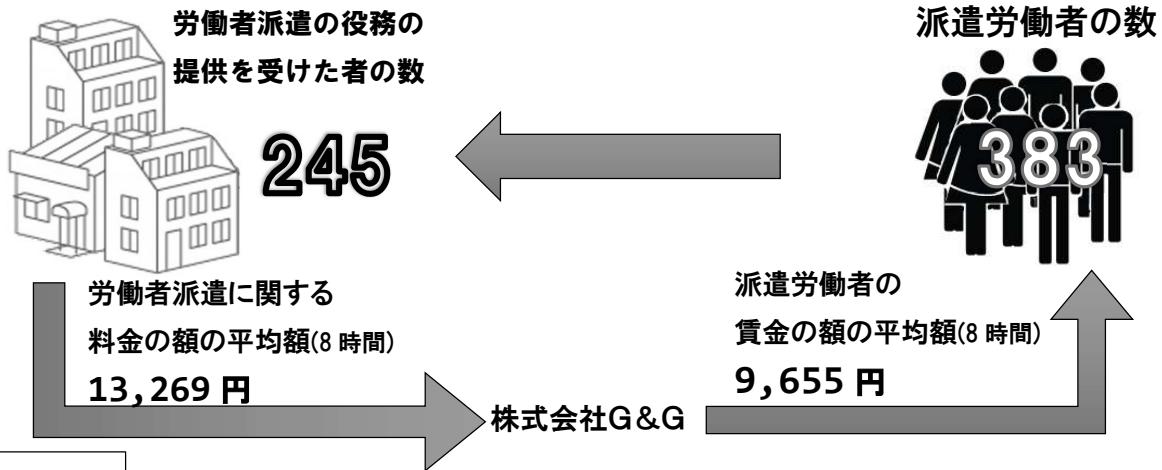 労働者派遣の役務の
提供を受けた者の数
245
派遣労働者の数
383
労働者派遣に関する
料金の額の平均額(8 時間)
13,269 円
派遣労働者の
賃金の額の平均額(8 時間)
9,655 円
株式会社G&G